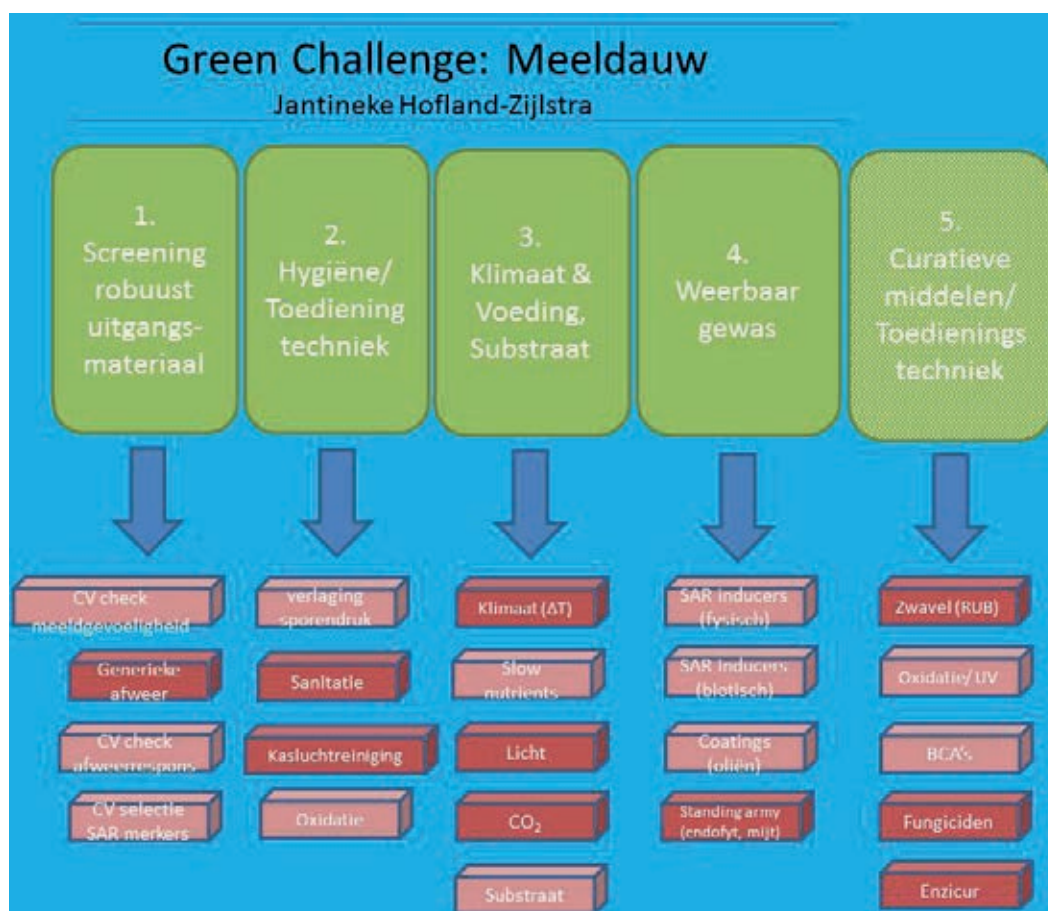 Green Challenge: Meeldauw
Jantineke Hofland-Zijlstra
1.
Screening
robuust
uitgangs-
materiaal
2.
Hygiëne/
Toediening
techniek
3.
Klimaat &
Voeding,
Substraat
4.
Weerbaar
gewas
5.
Curatieve
middelen/
Toedienings
techniek
CV check
meeldgevoeligheid
Generieke
afweer
CV check
afweerrespons
CV selectie
SAR merkers
verlaging
sporendruk
Sanitatie
Kasluchtreiniging
Oxidatie
Klimaat (ΔT)
Slow
nutrients
Licht
CO₂
Substraat
SAR inducers
(fysisch)
SAR Inducers
(biotisch)
Coatings
(oliën)
Standing army
(endofyt, mijt)
Zwavel (RUB)
Oxidatie/ UV
BCA's
Fungiciden
Enzicur